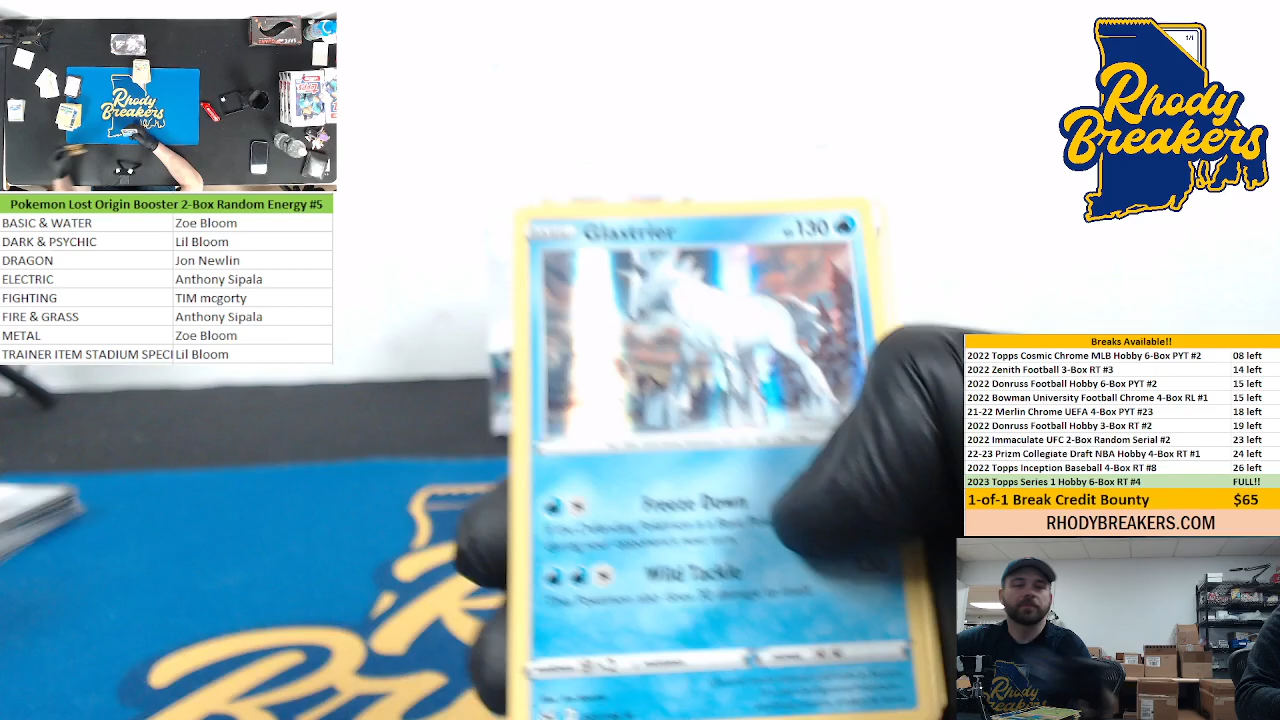 Rhody
Breakers
Pokemon Lost Origin Booster 2-Box Random Energy #5
BASIC & WATER Zoe Bloom
DARK & PSYCHIC Lil Bloom
DRAGON Jon Newlin
ELECTRIC Anthony Sipala
FIGHTING TIM mcgorty
FIRE & GRASS Anthony Sipala
METAL Zoe Bloom
TRAINER ITEM STADIUM SPECI Lil Bloom
1/1
Rhody
Breakers
Glastrier 130
Freeze Down
Wild Tackle
Breaks Available!!
2022 Topps Cosmic Chrome MLB Hobby 6-Box PYT #2 08 left
2022 Zenith Football 3-Box RT #3 14 left
2022 Donruss Football Hobby 6-Box PYT #2 15 left
2022 Bowman University Football Chrome 4-Box RL #1 15 left
21-22 Merlin Chrome UEFA 4-Box PYT #23 18 left
2022 Donruss Football Hobby 3-Box RT #2 19 left
2022 Immaculate UFC 2-Box Random Serial #2 23 left
22-23 Prizm Collegiate Draft NBA Hobby 4-Box RT #1 24 left
2022 Topps Inception Baseball 4-Box RT #8 26 left
2023 Topps Series 1 Hobby 6-Box RT #4 FULL!!
1-of-1 Break Credit Bounty $65
RHODYBREAKERS.COM
Rhody
Breakers